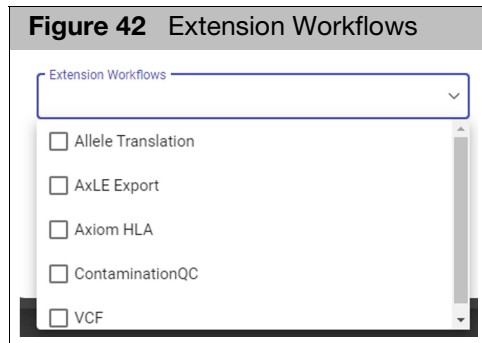 Figure 42 Extension Workflows
Extension Workflows
Allele Translation
AxLE Export
Axiom HLA
ContaminationQC
VCF